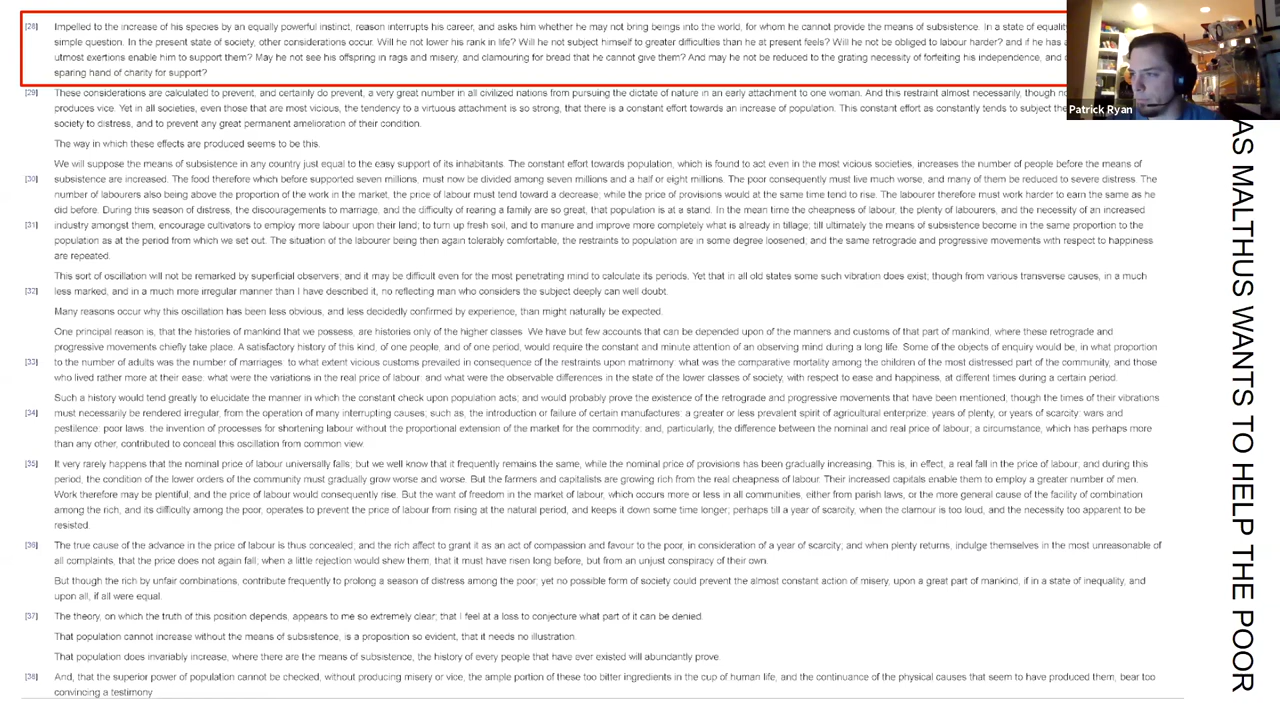 [28] Impelled to the increase of his species by an equally powerful instinct, reason interrupts his career, and asks him whether he may not bring beings into the world, for whom he cannot provide the means of subsistence. In a state of equality
simple question. In the present state of society, other considerations occur. Will he not lower his rank in life? Will he not subject himself to greater difficulties than he at present feels? Will he not be obliged to labour harder? and if he has a
utmost exertions enable him to support them? May he not see his offspring in rags and misery, and clamouring for bread that he cannot give them? And may he not be reduced to the grating necessity of forfeiting his independence, and
sparing hand of charity for support?
[29] These considerations are calculated to prevent, and certainly do prevent, a very great number in all civilized nations from pursuing the dictate of nature in an early attachment to one woman. And this restraint almost necessarily, though
produces vice. Yet in all societies, even those that are most vicious, the tendency to a virtuous attachment is so strong, that there is a constant effort towards an increase of population. This constant effort as constantly tends to subject the
society to distress, and to prevent any great permanent amelioration of their condition.
The way in which these effects are produced seems to be this.
We will suppose the means of subsistence in any country just equal to the easy support of its inhabitants. The constant effort towards population, which is found to act even in the most vicious societies, increases the number of people before the means of
[30] subsistence are increased. The food therefore which before supported seven millions, must now be divided among seven millions and a half or eight millions. The poor consequently must live much worse, and many of them be reduced to severe distress. The
number of labourers also being above the proportion of the work in the market, the price of labour must tend toward a decrease; while the price of provisions would at the same time tend to rise. The labourer therefore must work harder to earn the same as he
did before. During this season of distress, the discouragements to marriage, and the difficulty of rearing a family are so great, that population is at a stand. In the mean time the cheapness of labour, the plenty of labourers, and the necessity of an increased
[31] industry amongst them, encourage cultivators to employ more labour upon their land; to turn up fresh soil, and to manure and improve more completely what is already in tillage; till ultimately the means of subsistence become in the same proportion to the
population as at the period from which we set out. The situation of the labourer being then again tolerably comfortable, the restraints to population are in some degree loosened; and the same retrograde and progressive movements with respect to happiness
are repeated.
This sort of oscillation will not be remarked by superficial observers; and it may be difficult even for the most penetrating mind to calculate its periods. Yet that in all old states some such vibration does exist; though from various transverse causes, in a much
[32] less marked, and in a much more irregular manner than I have described it, no reflecting man who considers the subject deeply can well doubt.
Many reasons occur why this oscillation has been less obvious, and less decidedly confirmed by experience, than might naturally be expected.
One principal reason is, that the histories of mankind that we possess, are histories only of the higher classes. We have but few accounts that can be depended upon of the manners and customs of that part of mankind, where these retrograde and
progressive movements chiefly take place. A satisfactory history of this kind, of one people, and of one period, would require the constant and minute attention of an observing mind during a long life. Some of the objects of enquiry would be, in what proportion
[33] to the number of adults was the number of marriages: to what extent vicious customs prevailed in consequence of the restraints upon matrimony: what was the comparative mortality among the children of the most distressed part of the community, and those
who lived rather more at their ease: what were the variations in the real price of labour: and what were the observable differences in the state of the lower classes of society, with respect to ease and happiness, at different times during a certain period.
Such a history would tend greatly to elucidate the manner in which the constant check upon population acts; and would probably prove the existence of the retrograde and progressive movements that have been mentioned; though the times of their vibrations
[34] must necessarily be rendered irregular, from the operation of many interrupting causes; such as, the introduction or failure of certain manufactures: a greater or less prevalent spirit of agricultural enterprize: years of plenty, or years of scarcity: wars and
pestilence: poor laws: the invention of processes for shortening labour without the proportional extension of the market for the commodity: and, particularly, the difference between the nominal and real price of labour; a circumstance, which has perhaps more
than any other, contributed to conceal this oscillation from common view.
[35] It very rarely happens that the nominal price of labour universally falls; but we well know that it frequently remains the same, while the nominal price of provisions has been gradually increasing. This is, in effect, a real fall in the price of labour; and during this
period, the condition of the lower orders of the community must gradually grow worse and worse. But the farmers and capitalists are growing rich from the real cheapness of labour. Their increased capitals enable them to employ a greater number of men.
Work therefore may be plentiful; and the price of labour would consequently rise. But the want of freedom in the market of labour, which occurs more or less in all communities, either from parish laws, or the more general cause of the facility of combination
among the rich, and its difficulty among the poor, operates to prevent the price of labour from rising at the natural period, and keeps it down some time longer; perhaps till a year of scarcity, when the clamour is too loud, and the necessity too apparent to be
resisted.
[36] The true cause of the advance in the price of labour is thus concealed; and the rich affect to grant it as an act of compassion and favour to the poor, in consideration of a year of scarcity; and when plenty returns, indulge themselves in the most unreasonable of
all complaints, that the price does not again fall; when a little rejection would shew them, that it must have risen long before, but from an unjust conspiracy of their own.
But though the rich by unfair combinations, contribute frequently to prolong a season of distress among the poor; yet no possible form of society could prevent the almost constant action of misery, upon a great part of mankind, if in a state of inequality, and
upon all, if all were equal.
[37] The theory, on which the truth of this position depends, appears to me so extremely clear; that I feel at a loss to conjecture what part of it can be denied.
That population cannot increase without the means of subsistence, is a proposition so evident, that it needs no illustration.
That population does invariably increase, where there are the means of subsistence, the history of every people that have ever existed will abundantly prove.
[38] And, that the superior power of population cannot be checked, without producing misery or vice, the ample portion of these too bitter ingredients in the cup of human life, and the continuance of the physical causes that seem to have produced them, bear too
convincing a testimony.
Patrick Ryan
AS MALTHUS WANTS TO HELP THE POOR